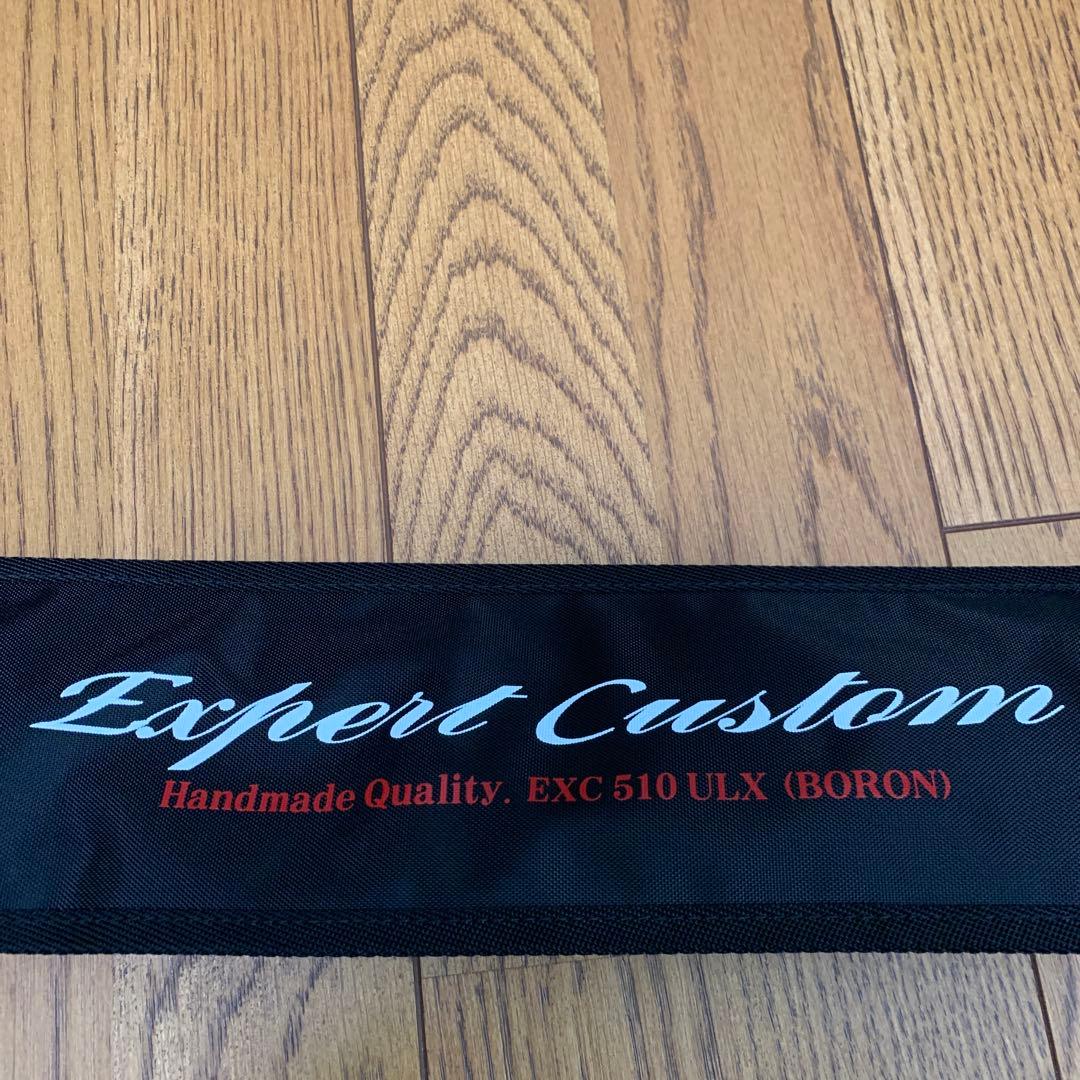 Expert Custom
Handmade Quality. EXC 510 ULX (BORON)